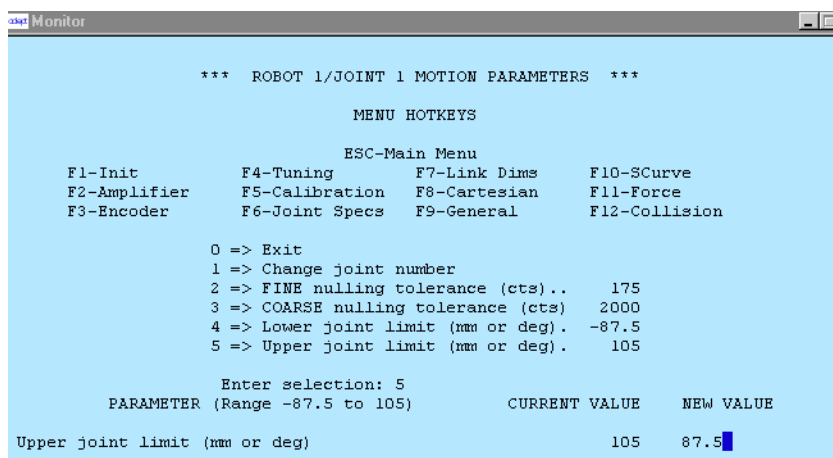 adept Monitor
*** ROBOT 1/JOINT 1 MOTION PARAMETERS ***
MENU HOTKEYS
ESC-Main Menu
F1-Init F4-Tuning F7-Link Dims F10-SCurve
F2-Amplifier F5-Calibration F8-Cartesian F11-Force
F3-Encoder F6-Joint Specs F9-General F12-Collision
0 => Exit
1 => Change joint number
2 => FINE nulling tolerance (cts).. 175
3 => COARSE nulling tolerance (cts) 2000
4 => Lower joint limit (mm or deg). -87.5
5 => Upper joint limit (mm or deg). 105
Enter selection: 5
PARAMETER (Range -87.5 to 105) CURRENT VALUE NEW VALUE
Upper joint limit (mm or deg) 105 87.5